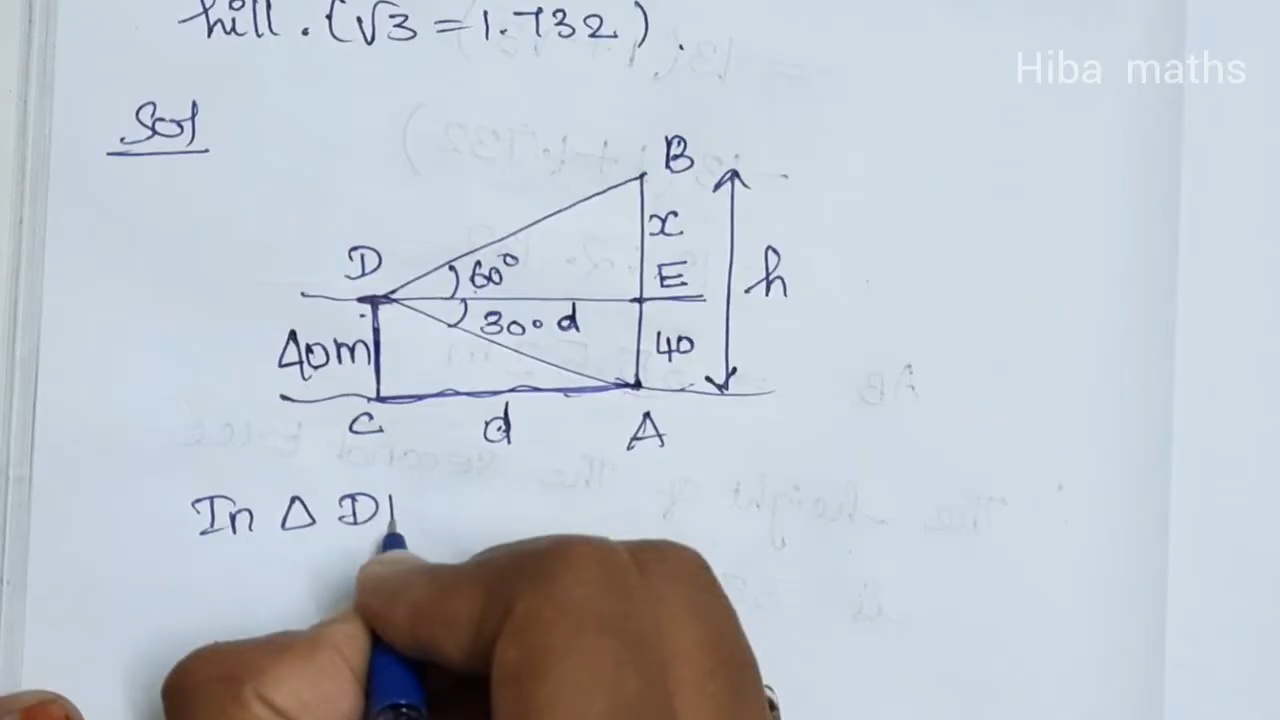 hill. (√3 = 1.732).
Hiba maths
Sol
B
x
D
60°
E
h
30°
d
40m
40
C
d
A
In Δ D